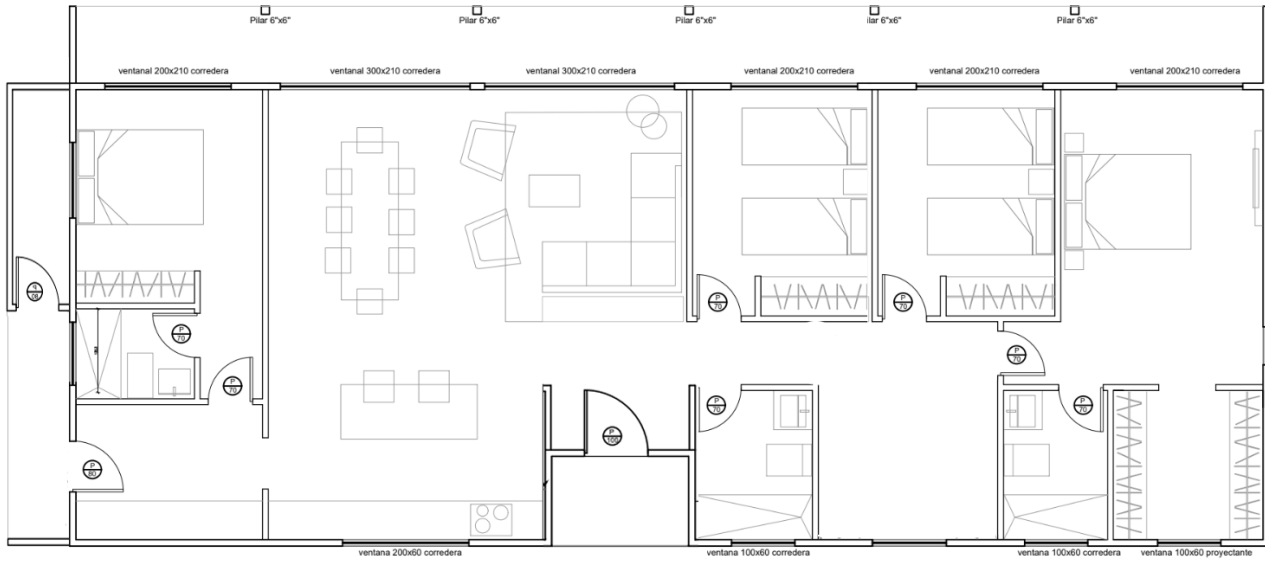 Pilar 6"x6"
Pilar 6"x6"
Pilar 6"x6"
ilar 6"x6"
Pilar 6"x6"
ventanal 200x210 corredera
ventanal 300x210 corredera
ventanal 300x210 corredera
ventanal 200x210 corredera
ventanal 200x210 corredera
ventanal 200x210 corredera
P
80
P
70
P
70
P
70
P
70
P
70
P
70
P
70
P
100
P
80
ventana 200x60 corredera
ventana 100x60 corredera
ventana 100x60 corredera
ventana 100x60 proyectante